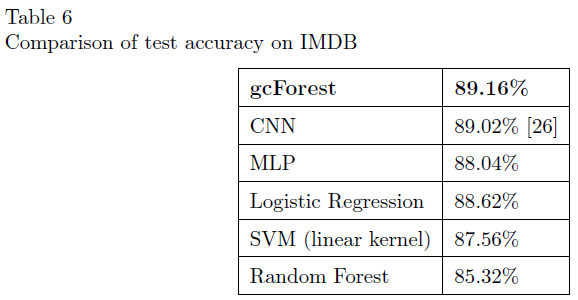 Table 6
Comparison of test accuracy on IMDB
gcForest 89.16%
CNN 89.02% [26]
MLP 88.04%
Logistic Regression 88.62%
SVM (linear kernel) 87.56%
Random Forest 85.32%